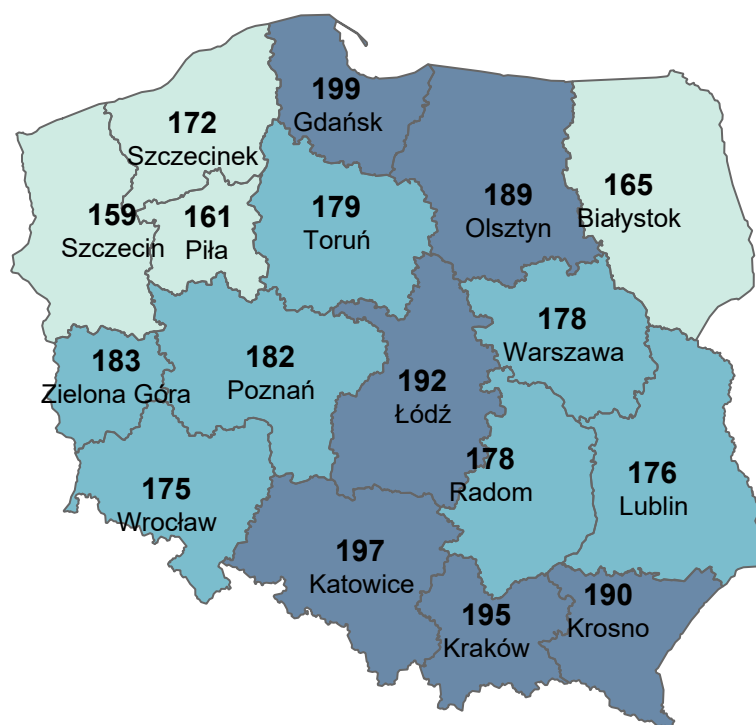 199
Gdańsk
172
Szczecinek
165
Białystok
189
Olsztyn
159
Szczecin
161
Piła
179
Toruń
178
Warszawa
183
Zielona Góra
182
Poznań
192
Łódź
178
Radom
176
Lublin
175
Wrocław
197
Katowice
195
Kraków
190
Krosno